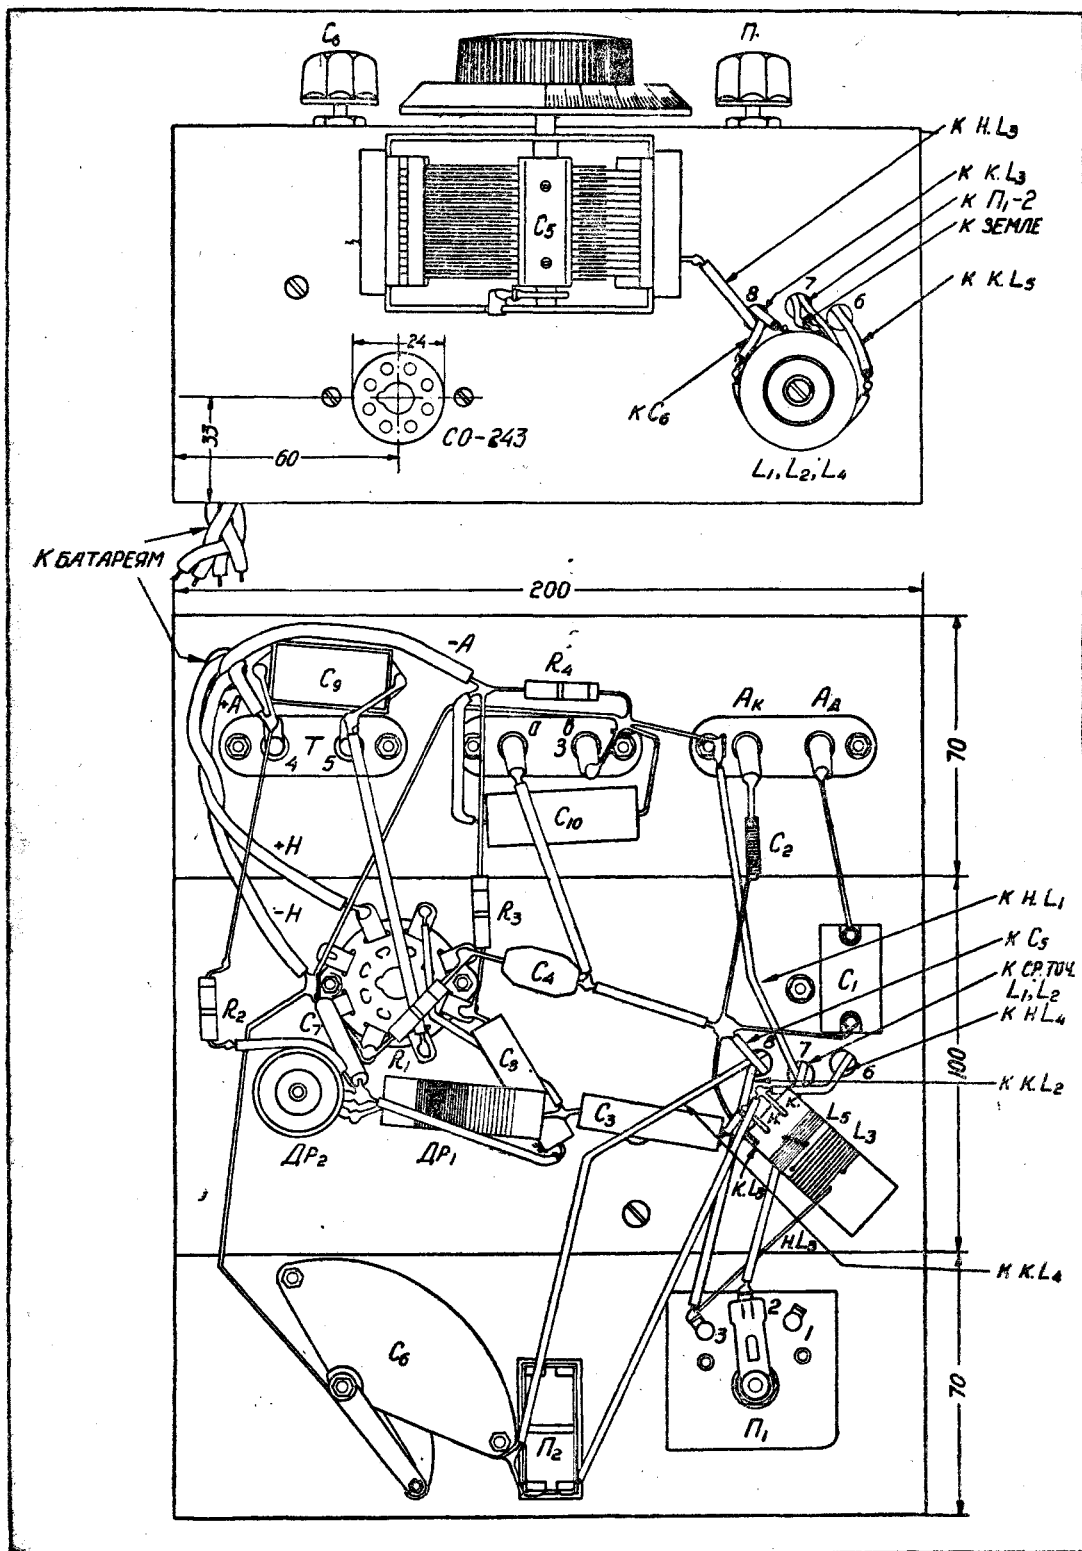 C₆
П.
К Н.L₃
К К.L₃
К П₁-2
К ЗЕМЛЕ
К К.L₅
C₅
8
7
6
24
К C₆
СО-243
33
60
L₁, L₂, L₄
К БАТАРЕЯМ
200
-А
R₄
C₉
+А
Aк
Aд
Т
4
5
а
в
3
70
C₁₀
C₂
+Н
-Н
R₃
К Н.L₁
К C₅
К СР.ТОЧ.
L₁, L₂
К Н.L₄
C₄
C₁
R₂
C₇
R₁
C₈
8
7
6
100
К К.L₂
C₃
К.
Н.
L₅
L₃
ДР₂
ДР₁
К.L₃
Н.L₃
К К.L₄
2
3
1
C₆
П₂
П₁
70